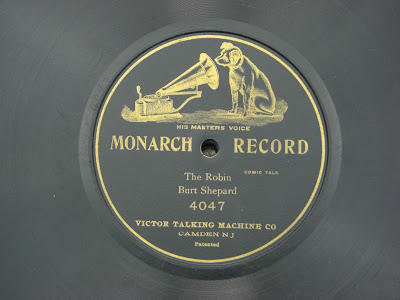 HIS MASTERS VOICE
MONARCH RECORD
COMIC TALK
The Robin
Burt Shepard
4047
VICTOR TALKING MACHINE CO
CAMDEN N J
Patented